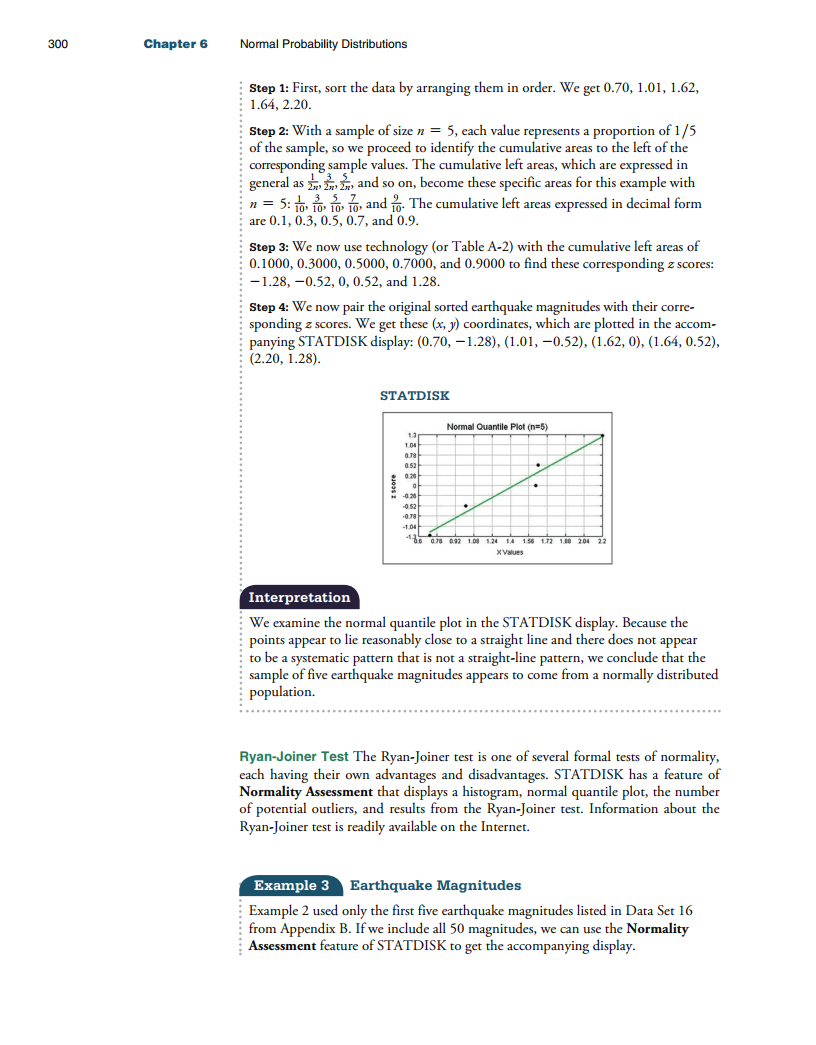 300 Chapter 6 Normal Probability Distributions
Step 1: First, sort the data by arranging them in order. We get 0.70, 1.01, 1.62,
1.64, 2.20.
Step 2: With a sample of size n = 5, each value represents a proportion of 1/5
of the sample, so we proceed to identify the cumulative areas to the left of the
corresponding sample values. The cumulative left areas, which are expressed in
general as 1/2n, 3/2n, 5/2n, and so on, become these specific areas for this example with
n = 5: 1/10, 3/10, 5/10, 7/10, and 9/10. The cumulative left areas expressed in decimal form
are 0.1, 0.3, 0.5, 0.7, and 0.9.
Step 3: We now use technology (or Table A-2) with the cumulative left areas of
0.1000, 0.3000, 0.5000, 0.7000, and 0.9000 to find these corresponding z scores:
−1.28, −0.52, 0, 0.52, and 1.28.
Step 4: We now pair the original sorted earthquake magnitudes with their corre-
sponding z scores. We get these (x, y) coordinates, which are plotted in the accom-
panying STATDISK display: (0.70, −1.28), (1.01, −0.52), (1.62, 0), (1.64, 0.52),
(2.20, 1.28).
STATDISK
Normal Quantile Plot (n=5)
1.3
1.04
0.78
0.52
0.26
0
-0.26
-0.52
-0.78
-1.04
-1.3
z score
0.6 0.76 0.92 1.08 1.24 1.4 1.56 1.72 1.88 2.04 2.2
X Values
Interpretation
We examine the normal quantile plot in the STATDISK display. Because the
points appear to lie reasonably close to a straight line and there does not appear
to be a systematic pattern that is not a straight-line pattern, we conclude that the
sample of five earthquake magnitudes appears to come from a normally distributed
population.
Ryan-Joiner Test The Ryan-Joiner test is one of several formal tests of normality,
each having their own advantages and disadvantages. STATDISK has a feature of
Normality Assessment that displays a histogram, normal quantile plot, the number
of potential outliers, and results from the Ryan-Joiner test. Information about the
Ryan-Joiner test is readily available on the Internet.
Example 3 Earthquake Magnitudes
Example 2 used only the first five earthquake magnitudes listed in Data Set 16
from Appendix B. If we include all 50 magnitudes, we can use the Normality
Assessment feature of STATDISK to get the accompanying display.